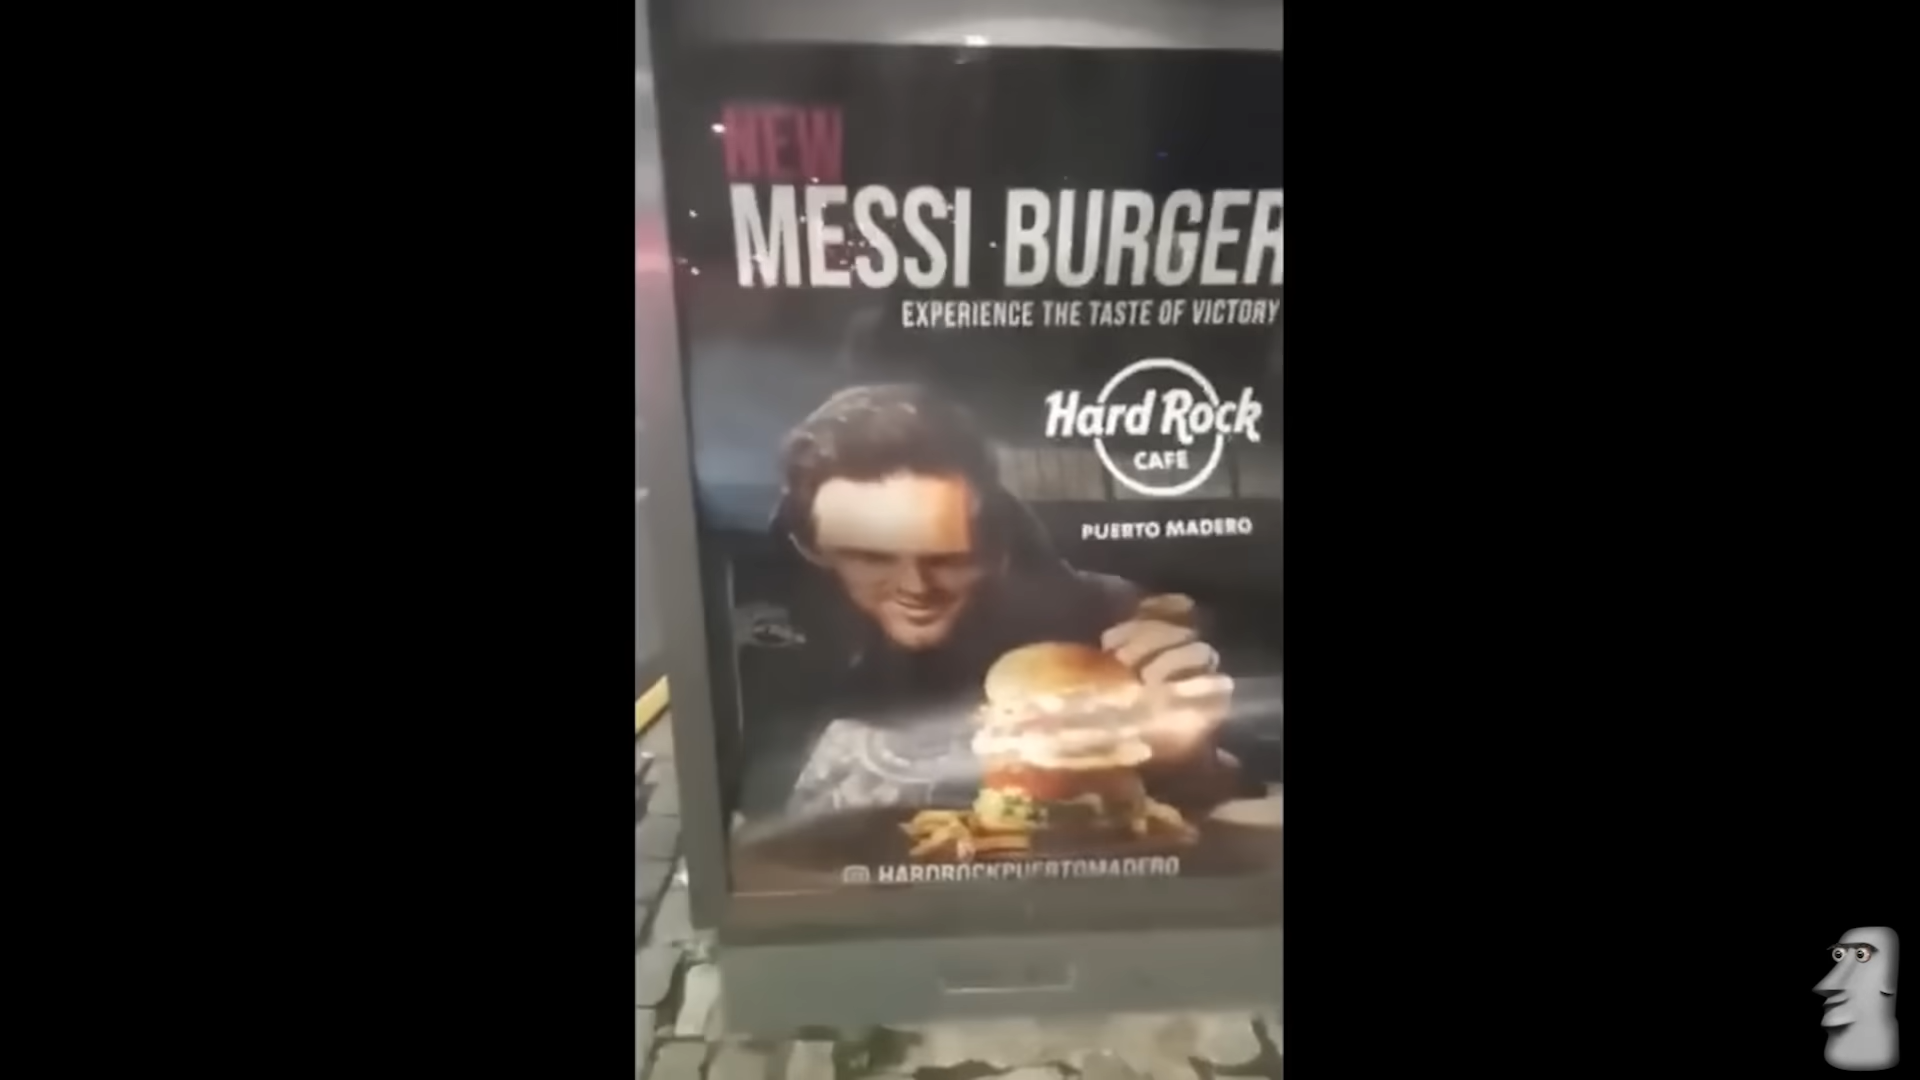 NEW
MESSI BURGER
EXPERIENCE THE TASTE OF VICTORY
Hard Rock
CAFE
PUERTO MADERO
HARDROCKPUERTOMADERO